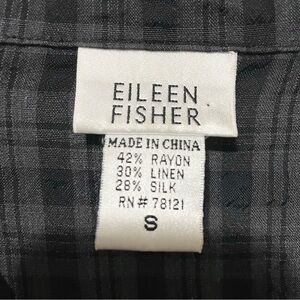 EILEEN
FISHER
MADE IN CHINA
42% RAYON
30% LINEN
28% SILK
RN# 78121
S